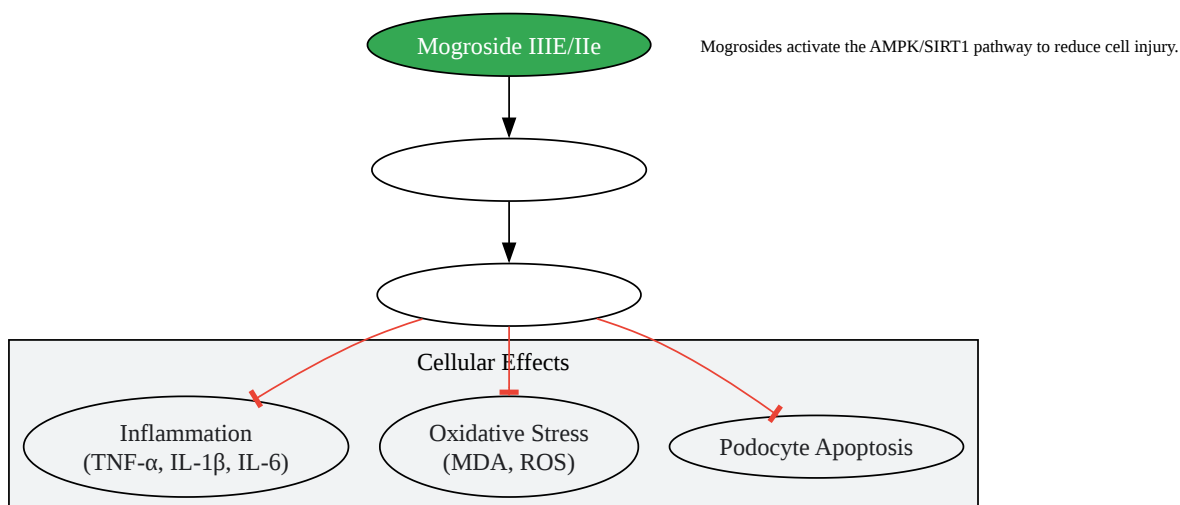 Mogroside IIIE/IIe
Mogrosides activate the AMPK/SIRT1 pathway to reduce cell injury.
Cellular Effects
Inflammation
(TNF-α, IL-1β, IL-6)
Oxidative Stress
(MDA, ROS)
Podocyte Apoptosis